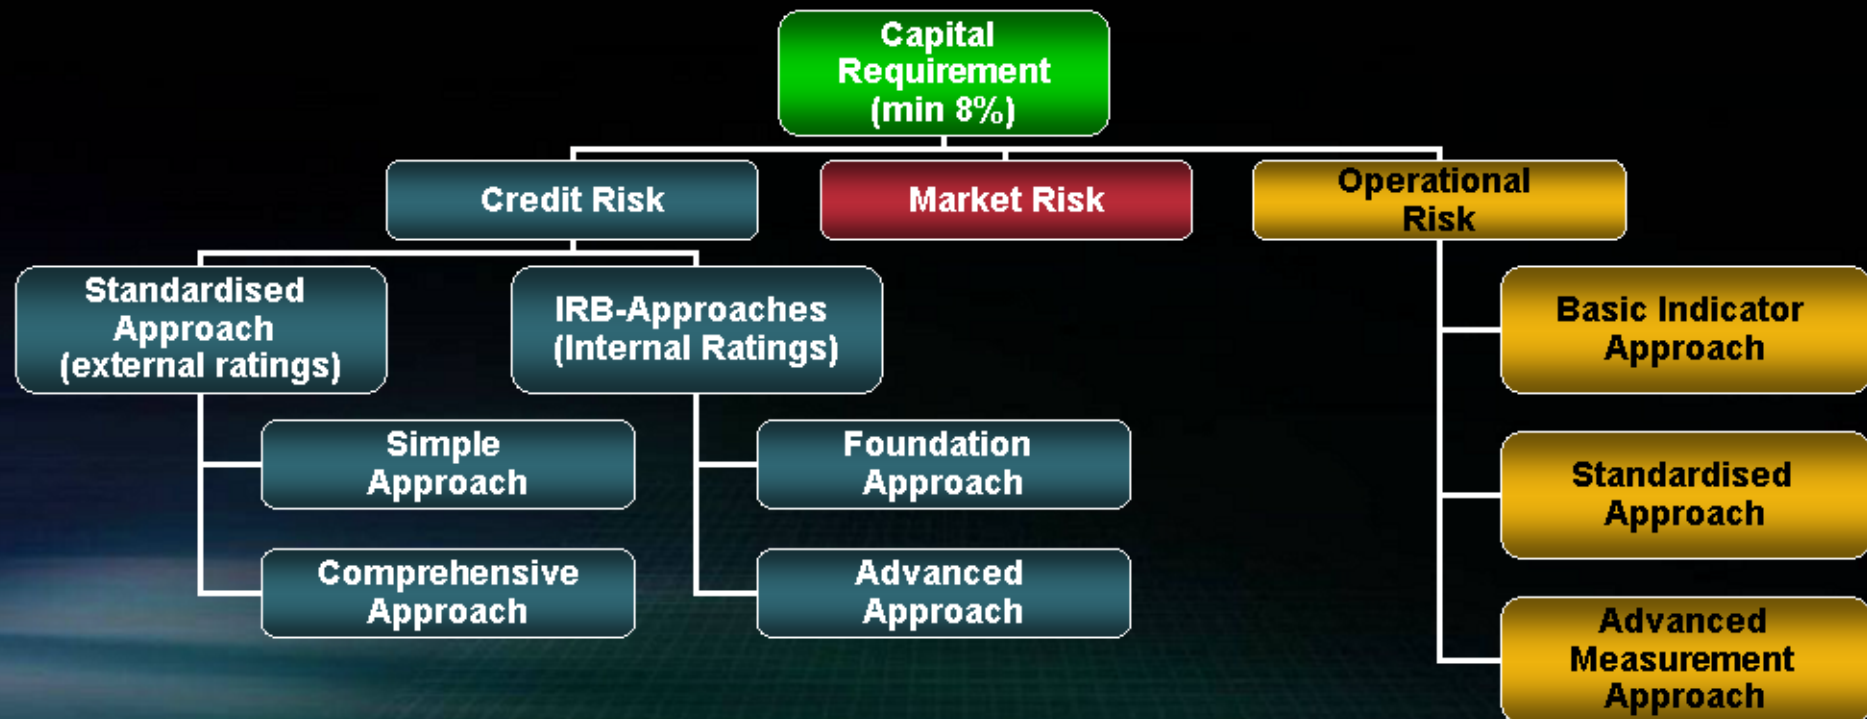 Capital
Requirement
(min 8%)
Credit Risk
Market Risk
Operational
Risk
Standardised
Approach
(external ratings)
IRB-Approaches
(Internal Ratings)
Basic Indicator
Approach
Simple
Approach
Foundation
Approach
Standardised
Approach
Comprehensive
Approach
Advanced
Approach
Advanced
Measurement
Approach